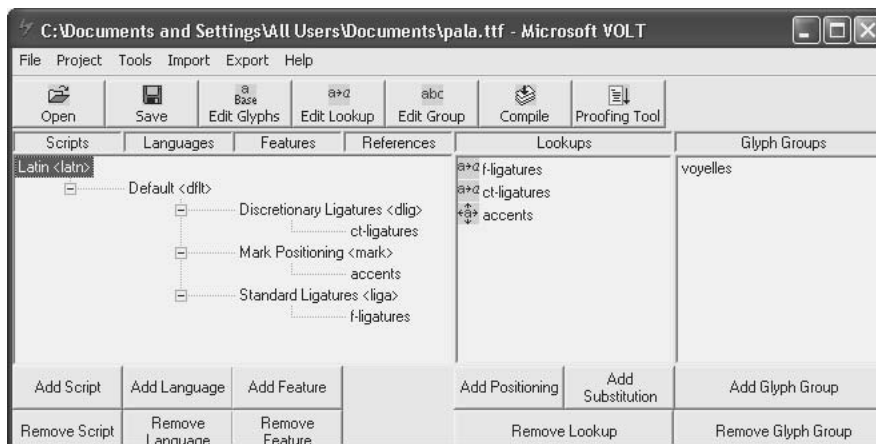 C:\Documents and Settings\All Users\Documents\pala.ttf - Microsoft VOLT
File Project Tools Import Export Help
a Base a→a abc
Open Save Edit Glyphs Edit Lookup Edit Group Compile Proofing Tool
Scripts Languages Features References Lookups Glyph Groups
Latin <latn> a→a f-ligatures voyelles
Default <dflt> a→a ct-ligatures
Discretionary Ligatures <dlig> a accents
ct-ligatures
Mark Positioning <mark>
accents
Standard Ligatures <liga>
f-ligatures
Add Script Add Language Add Feature Add Positioning Add Substitution Add Glyph Group
Remove Script Remove Language Remove Feature Remove Lookup Remove Glyph Group